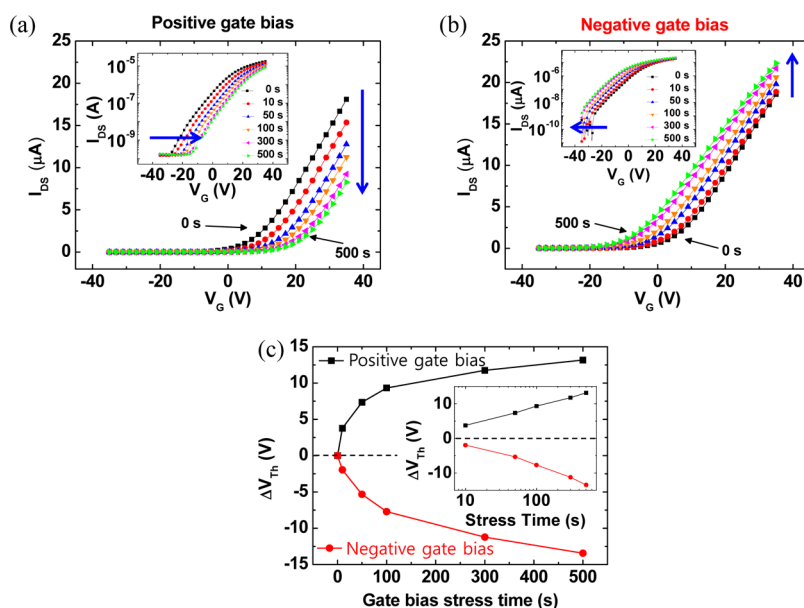 (a)
Positive gate bias
I_DS (μA)
25
20
15
10
5
0
-40
-20
0
20
40
V_G (V)
0 s
500 s
I_DS (A)
10^-5
10^-7
10^-9
-40
-20
0
20
40
V_G (V)
0 s
10 s
50 s
100 s
300 s
500 s
(b)
Negative gate bias
I_DS (μA)
25
20
15
10
5
0
-40
-20
0
20
40
V_G (V)
500 s
0 s
I_DS (μA)
10^-6
10^-8
10^-10
-40
-20
0
20
40
V_G (V)
0 s
10 s
50 s
100 s
300 s
500 s
(c)
ΔV_Th (V)
15
10
5
0
-5
-10
-15
0
100
200
300
400
500
Gate bias stress time (s)
Positive gate bias
Negative gate bias
ΔV_Th (V)
10
0
-10
10
100
Stress Time (s)